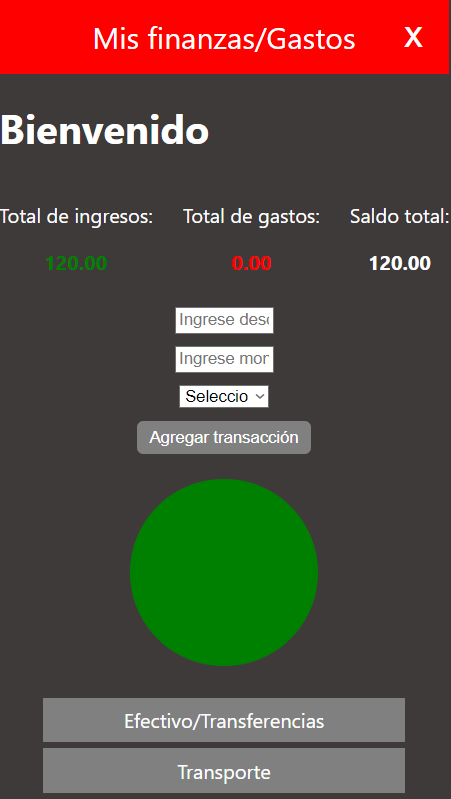 Mis finanzas/Gastos X
Bienvenido
Total de ingresos: Total de gastos: Saldo total:
120.00 0.00 120.00
Ingrese desc
Ingrese mon
Seleccio
Agregar transacción
Efectivo/Transferencias
Transporte